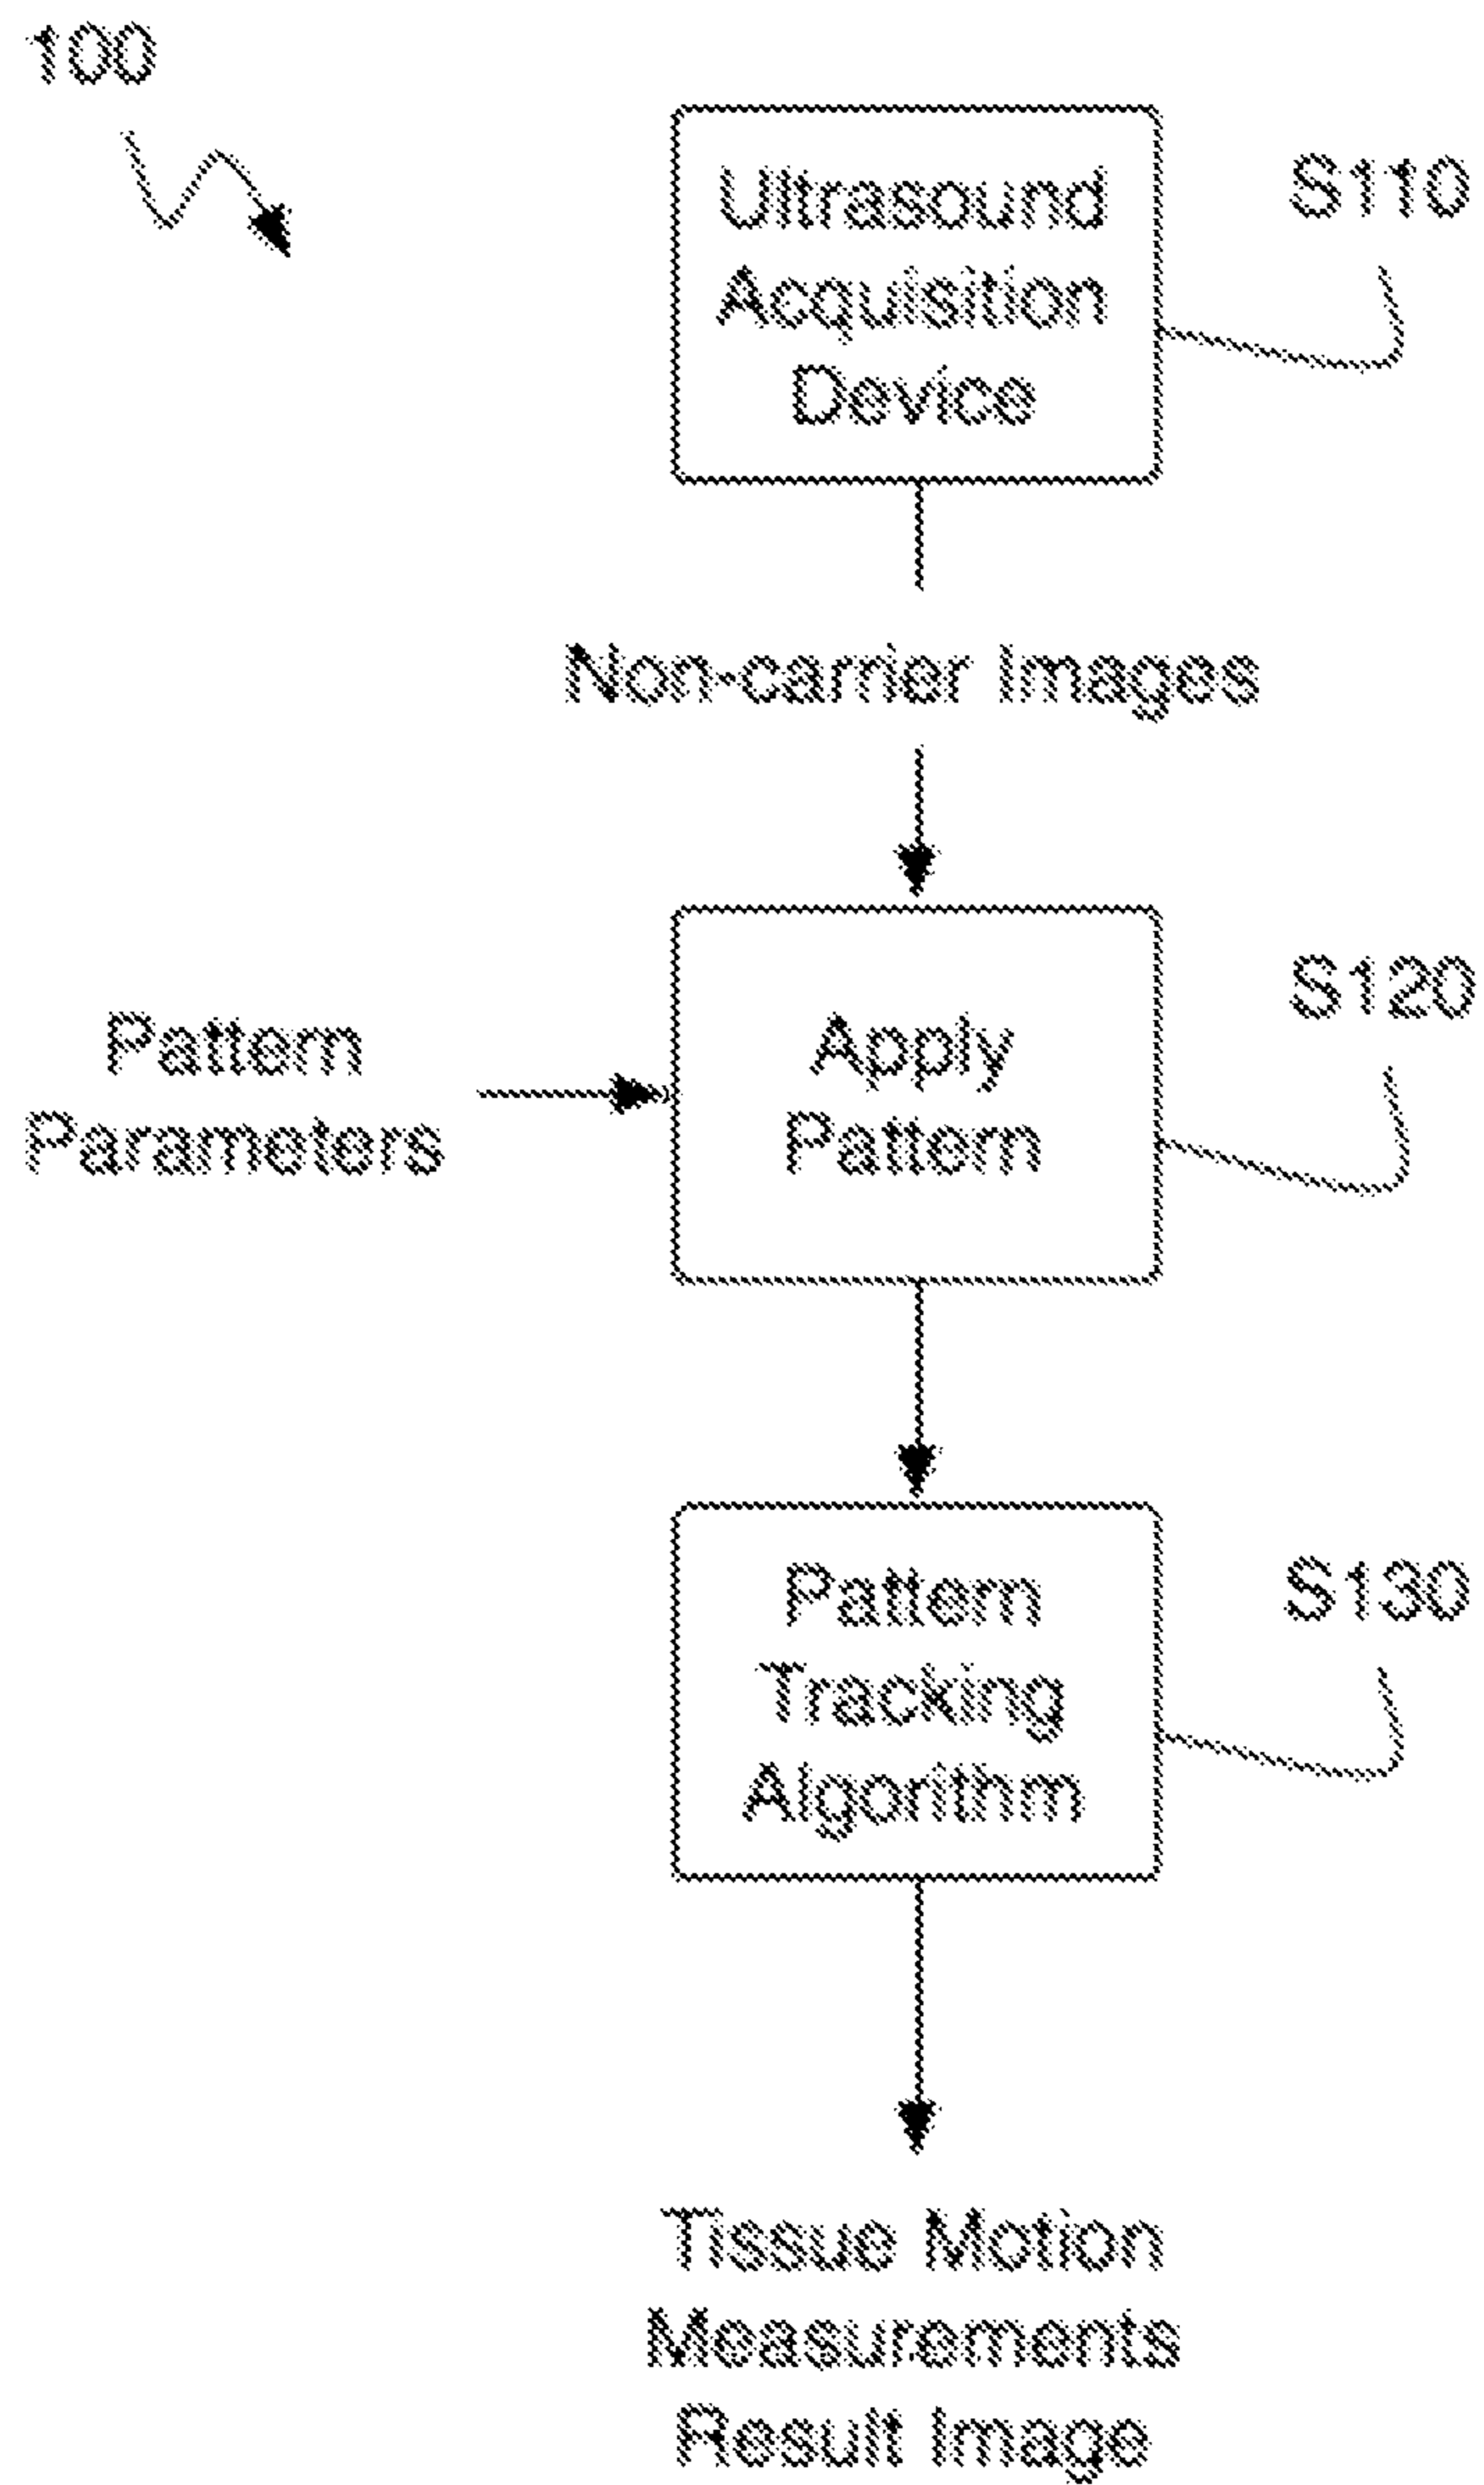 100
Ultrasound
Acquisition
Device
S110
Non-carrier Images
Pattern
Parameters
Apply
Pattern
S120
Pattern
Tracking
Algorithm
S130
Tissue Motion
Measurements
Result Image